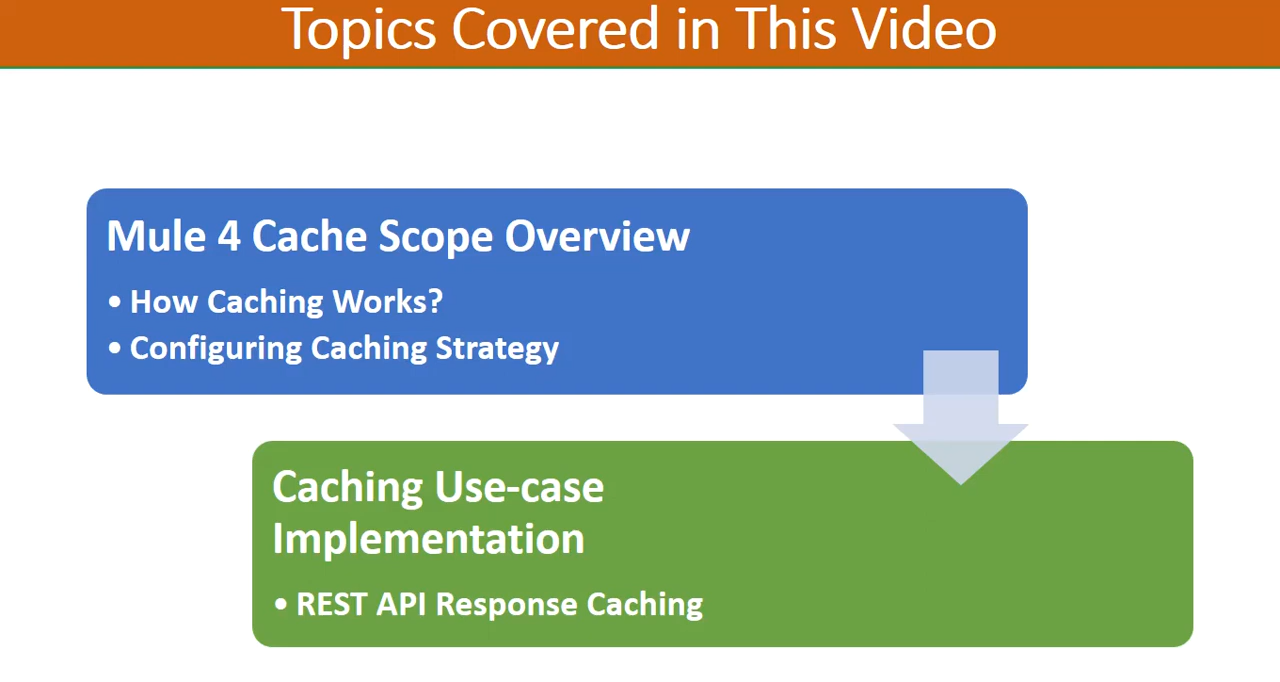 Topics Covered in This Video
Mule 4 Cache Scope Overview
• How Caching Works?
• Configuring Caching Strategy
Caching Use-case
Implementation
• REST API Response Caching